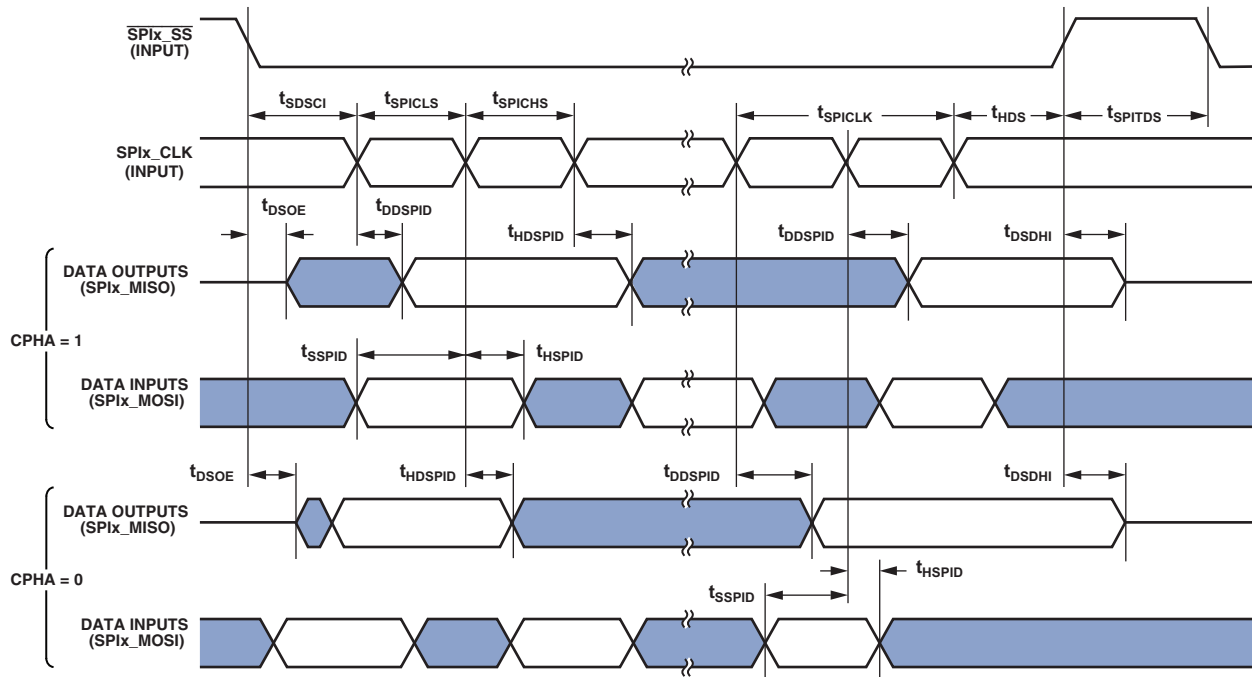 SPIx_SS
(INPUT)
tSDSCI tSPICLS tSPICHS tSPICLK tHDS tSPITDS
SPIx_CLK
(INPUT)
tDSOE tDDSPID tHDSPID tDDSPID tDSDHI
DATA OUTPUTS
(SPIx_MISO)
CPHA = 1
tSSPID tHSPID
DATA INPUTS
(SPIx_MOSI)
tDSOE tHDSPID tDDSPID tDSDHI
DATA OUTPUTS
(SPIx_MISO)
CPHA = 0
tHSPID
tSSPID
DATA INPUTS
(SPIx_MOSI)